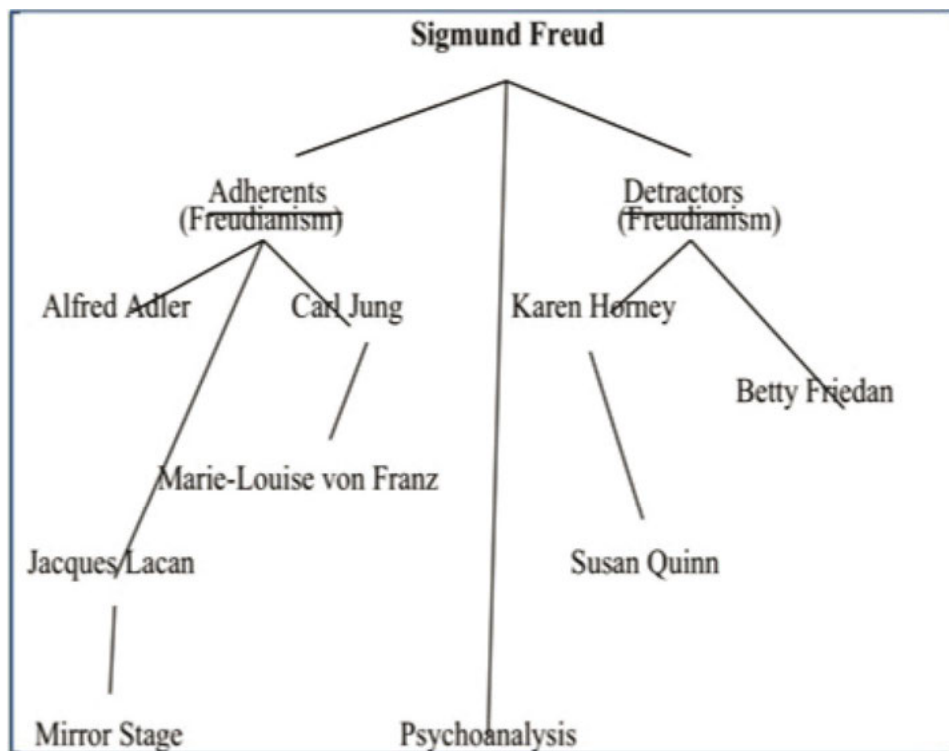 Sigmund Freud
Adherents
(Freudianism)
Detractors
(Freudianism)
Alfred Adler
Carl Jung
Karen Horney
Betty Friedan
Marie-Louise von Franz
Jacques Lacan
Susan Quinn
Mirror Stage
Psychoanalysis